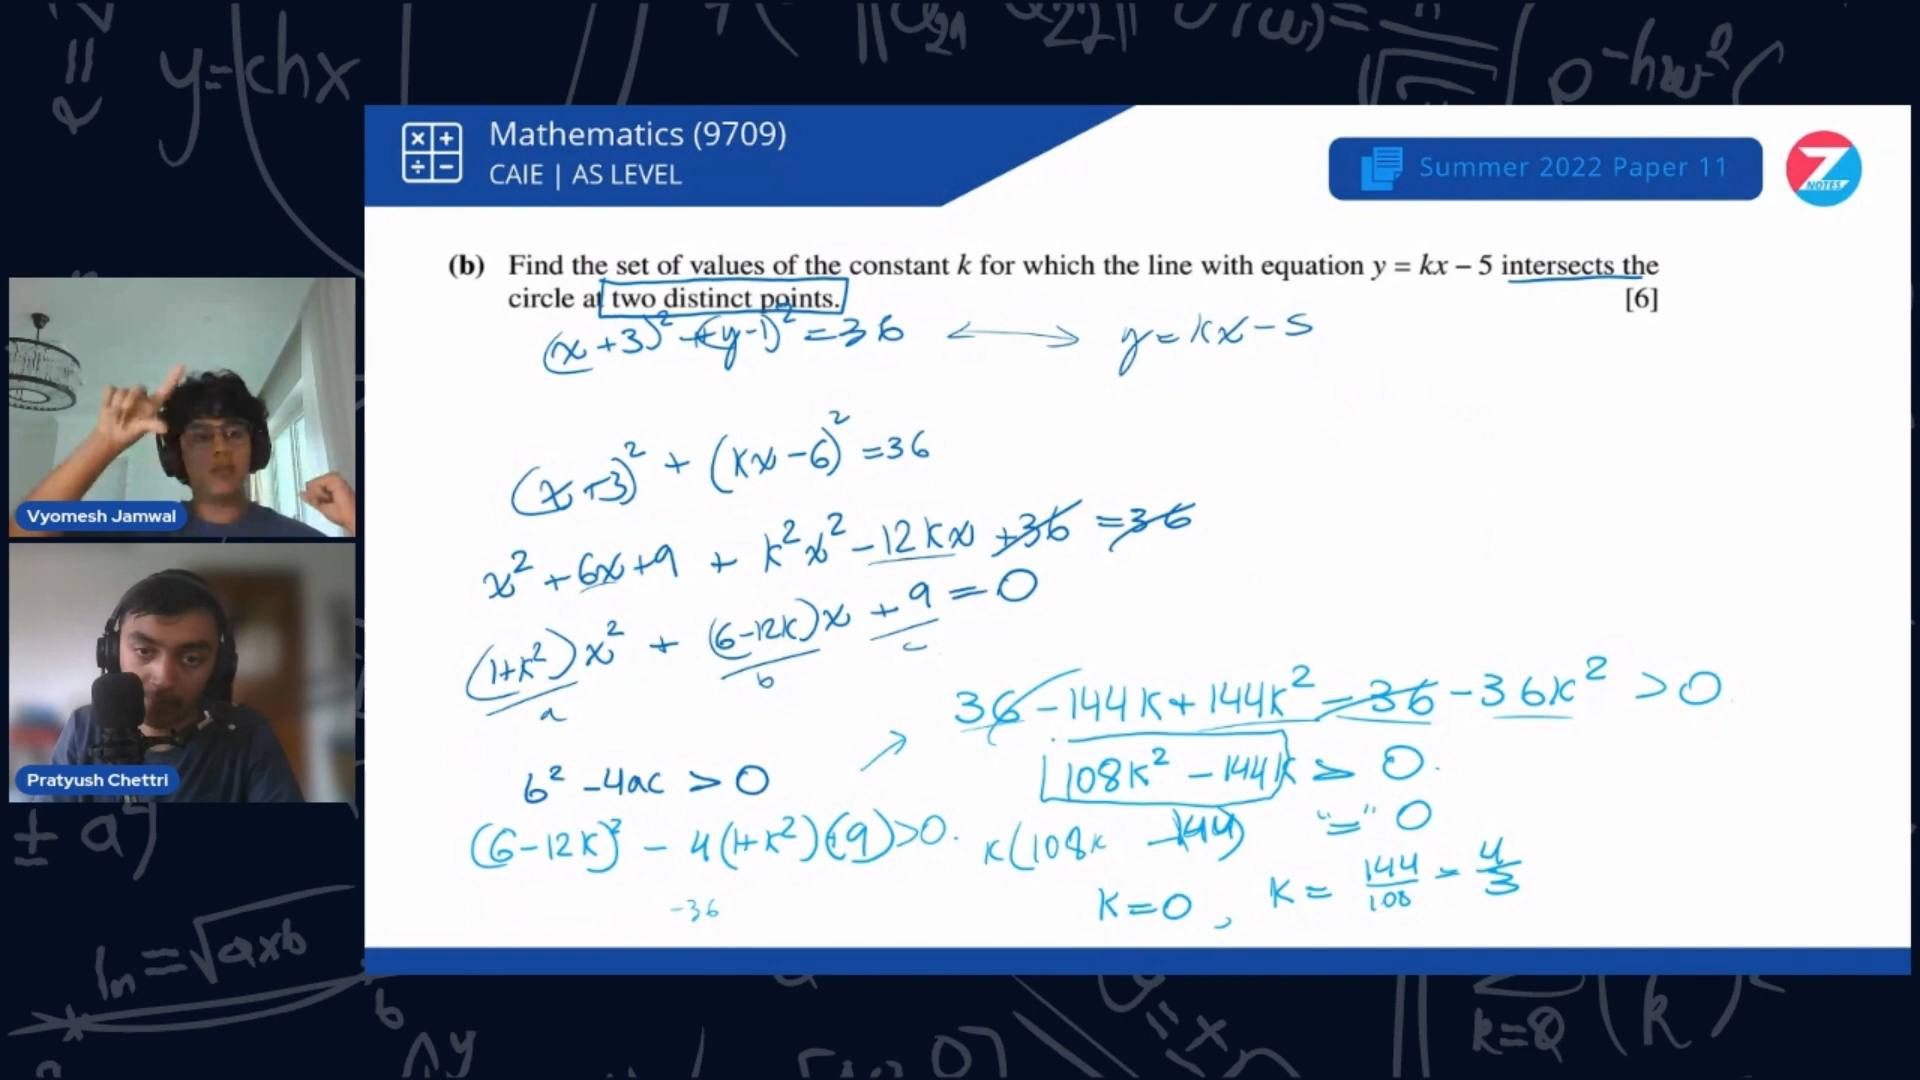 y=chx
Mathematics (9709)
CAIE | AS LEVEL
Summer 2022 Paper 11
Z
NOTES
(b) Find the set of values of the constant k for which the line with equation y = kx − 5 intersects the
circle at two distinct points. [6]
(x+3)² + (y-1)² = 36 ⟷ y = kx - 5
(x+3)² + (kx-6)² = 36
x² + 6x + 9 + k²x² - 12kx + 36 = 36
(1+k²)x² + (6-12k)x + 9 = 0
a b c
36 - 144k + 144k² - 36 - 36k² > 0
108k² - 144k > 0.
b² - 4ac > 0
"=" 0
(6-12k)² - 4(1+k²)(9) > 0.
k(108k - 144)
k = 0, k = 144/108 = 4/3
-36
Vyomesh Jamwal
Pratyush Chettri
ln = √axb
b
k=Q